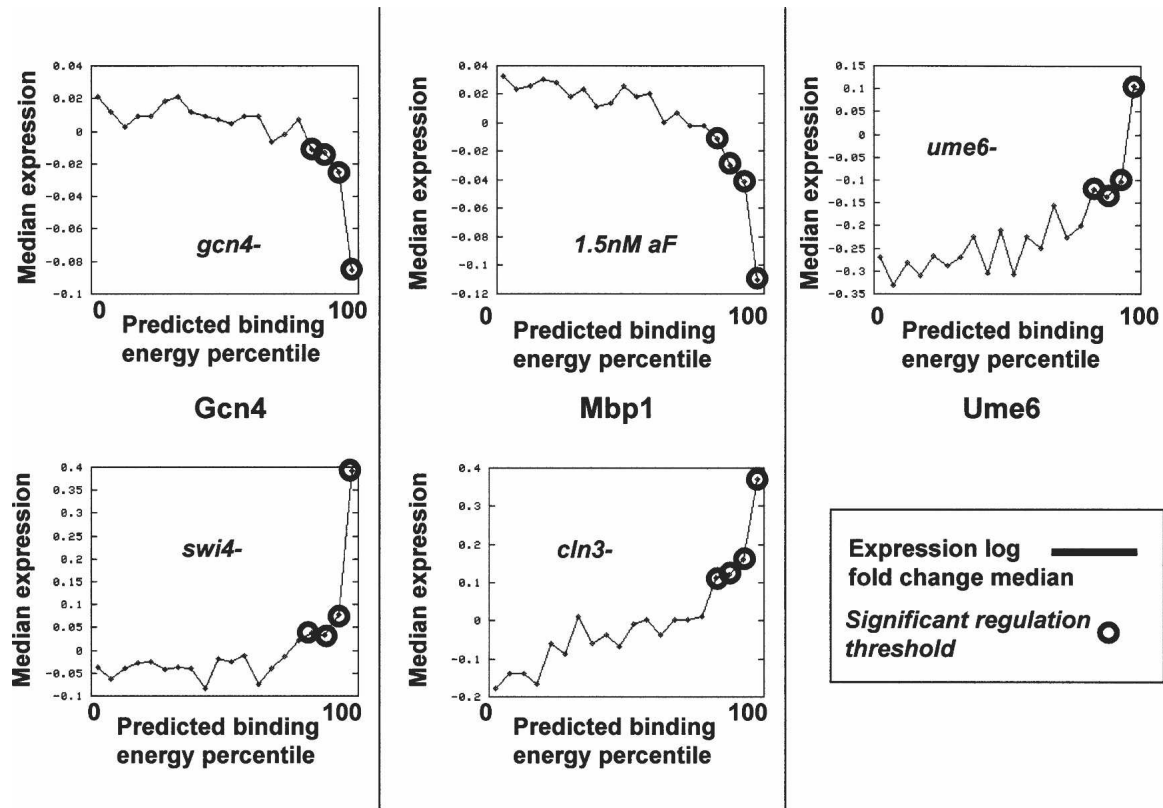 Median expression
0.04
0.02
0
-0.02
-0.04
-0.06
-0.08
-0.1
gcn4-
0
100
Predicted binding
energy percentile
Median expression
0.04
0.02
0
-0.02
-0.04
-0.06
-0.08
-0.1
-0.12
1.5nM aF
0
100
Predicted binding
energy percentile
Median expression
0.15
0.1
0.05
0
-0.05
-0.1
-0.15
-0.2
-0.25
-0.3
-0.35
ume6-
0
100
Predicted binding
energy percentile
Gcn4
Mbp1
Ume6
Median expression
0.4
0.35
0.3
0.25
0.2
0.15
0.1
0.05
0
-0.05
-0.1
swi4-
0
100
Predicted binding
energy percentile
Median expression
0.4
0.3
0.2
0.1
0
-0.1
-0.2
cln3-
0
100
Predicted binding
energy percentile
Expression log
fold change median
Significant regulation
threshold